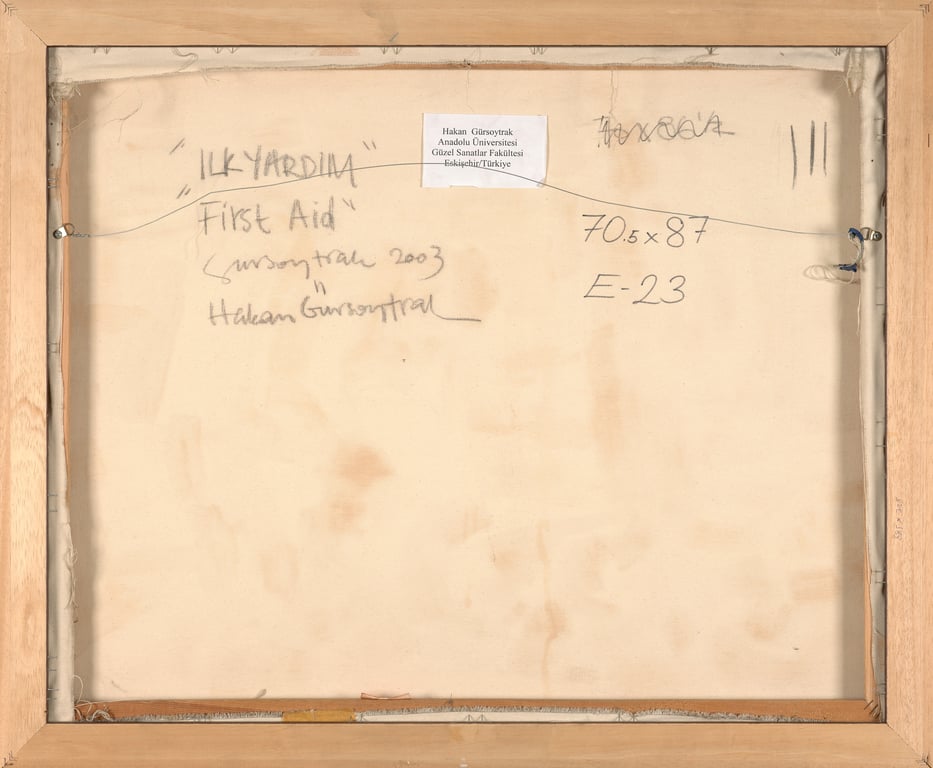 "ILKYARDIM"
"First Aid"
Gürsoytrak 2003
Hakan Gürsoytrak
Hakan Gürsoytrak
Anadolu Üniversitesi
Güzel Sanatlar Fakültesi
Eskişehir/Türkiye
70.5 x 87
E-23